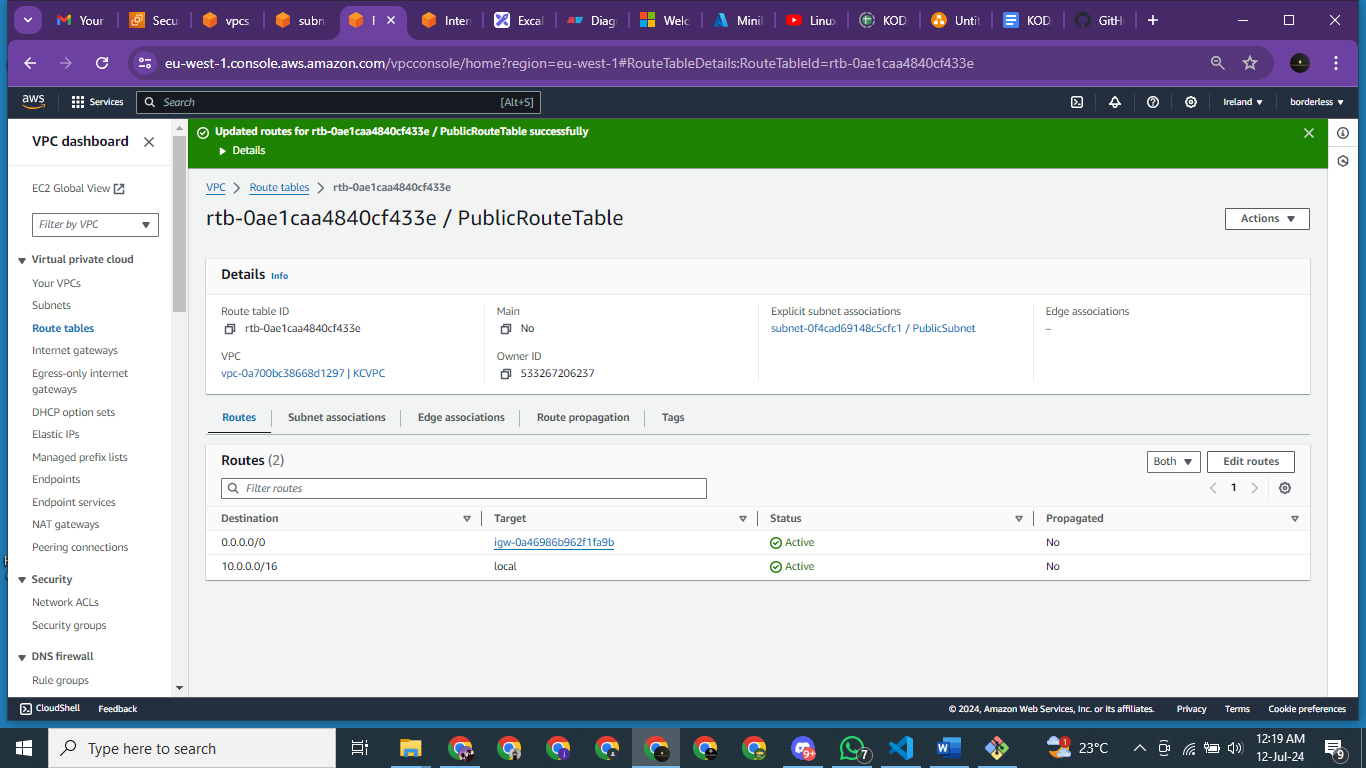 Your
Secu
vpcs
subn
Inter
Excal
Diagr
Welc
Minil
Linux
KOD
Untit
KOD
GitH
eu-west-1.console.aws.amazon.com/vpcconsole/home?region=eu-west-1#RouteTableDetails:RouteTableId=rtb-0ae1caa4840cf433e
aws
Services
Search
[Alt+S]
Ireland
borderless
VPC dashboard
Updated routes for rtb-0ae1caa4840cf433e / PublicRouteTable successfully
Details
EC2 Global View
Filter by VPC
Virtual private cloud
Your VPCs
Subnets
Route tables
Internet gateways
Egress-only internet
gateways
DHCP option sets
Elastic IPs
Managed prefix lists
Endpoints
Endpoint services
NAT gateways
Peering connections
Security
Network ACLs
Security groups
DNS firewall
Rule groups
VPC
Route tables
rtb-0ae1caa4840cf433e
rtb-0ae1caa4840cf433e / PublicRouteTable
Actions
Details Info
Route table ID
rtb-0ae1caa4840cf433e
Main
No
Explicit subnet associations
subnet-0f4cad69148c5cfc1 / PublicSubnet
Edge associations
–
VPC
vpc-0a700bc38668d1297 | KCVPC
Owner ID
533267206237
Routes
Subnet associations
Edge associations
Route propagation
Tags
Routes (2)
Both
Edit routes
Filter routes
1
Destination Target Status Propagated
0.0.0.0/0 igw-0a46986b962f1fa9b Active No
10.0.0.0/16 local Active No
CloudShell
Feedback
© 2024, Amazon Web Services, Inc. or its affiliates.
Privacy
Terms
Cookie preferences
Type here to search
9+
7
1
23°C
12:19 AM
12-Jul-24
9